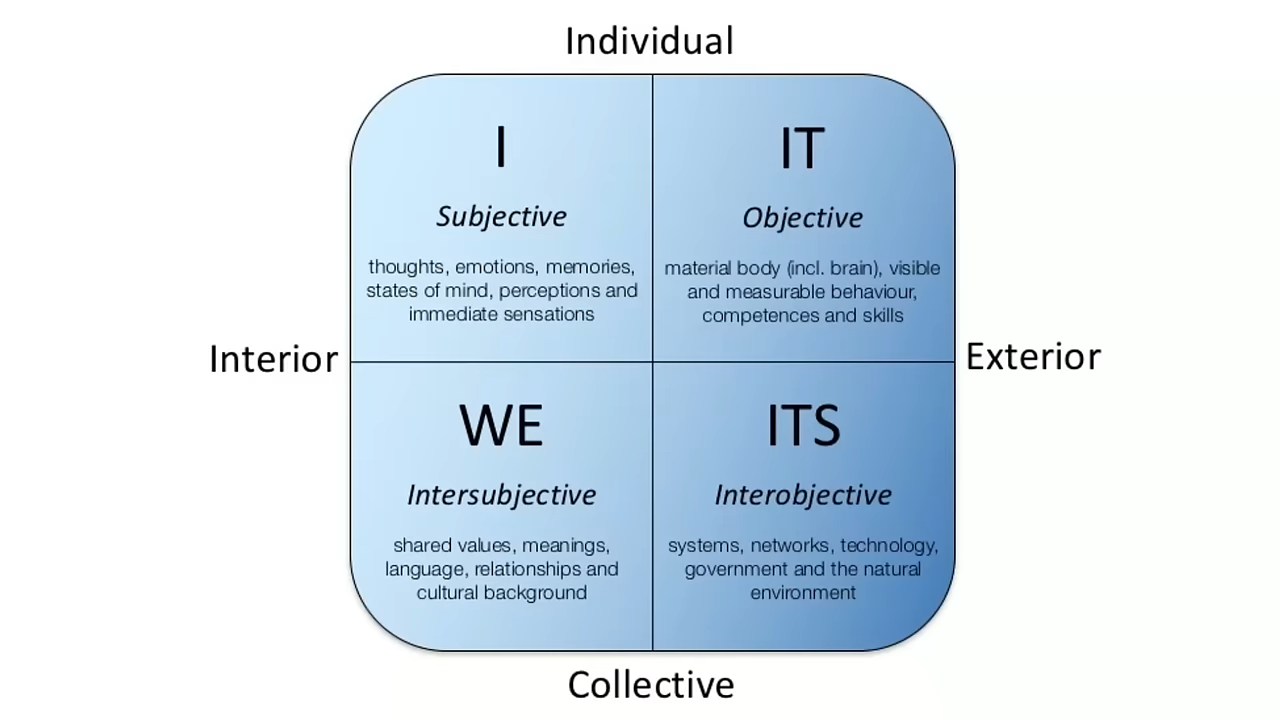 Individual
I
Subjective
thoughts, emotions, memories,
states of mind, perceptions and
immediate sensations
IT
Objective
material body (incl. brain), visible
and measurable behaviour,
competences and skills
Interior
Exterior
WE
Intersubjective
shared values, meanings,
language, relationships and
cultural background
ITS
Interobjective
systems, networks, technology,
government and the natural
environment
Collective